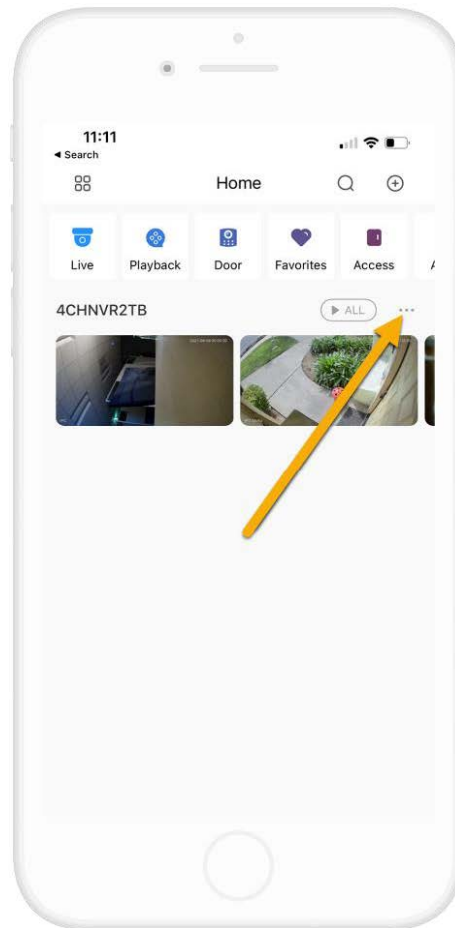 11:11
◀ Search
Home
Live Playback Door Favorites Access
4CHNVR2TB
▶ ALL ...